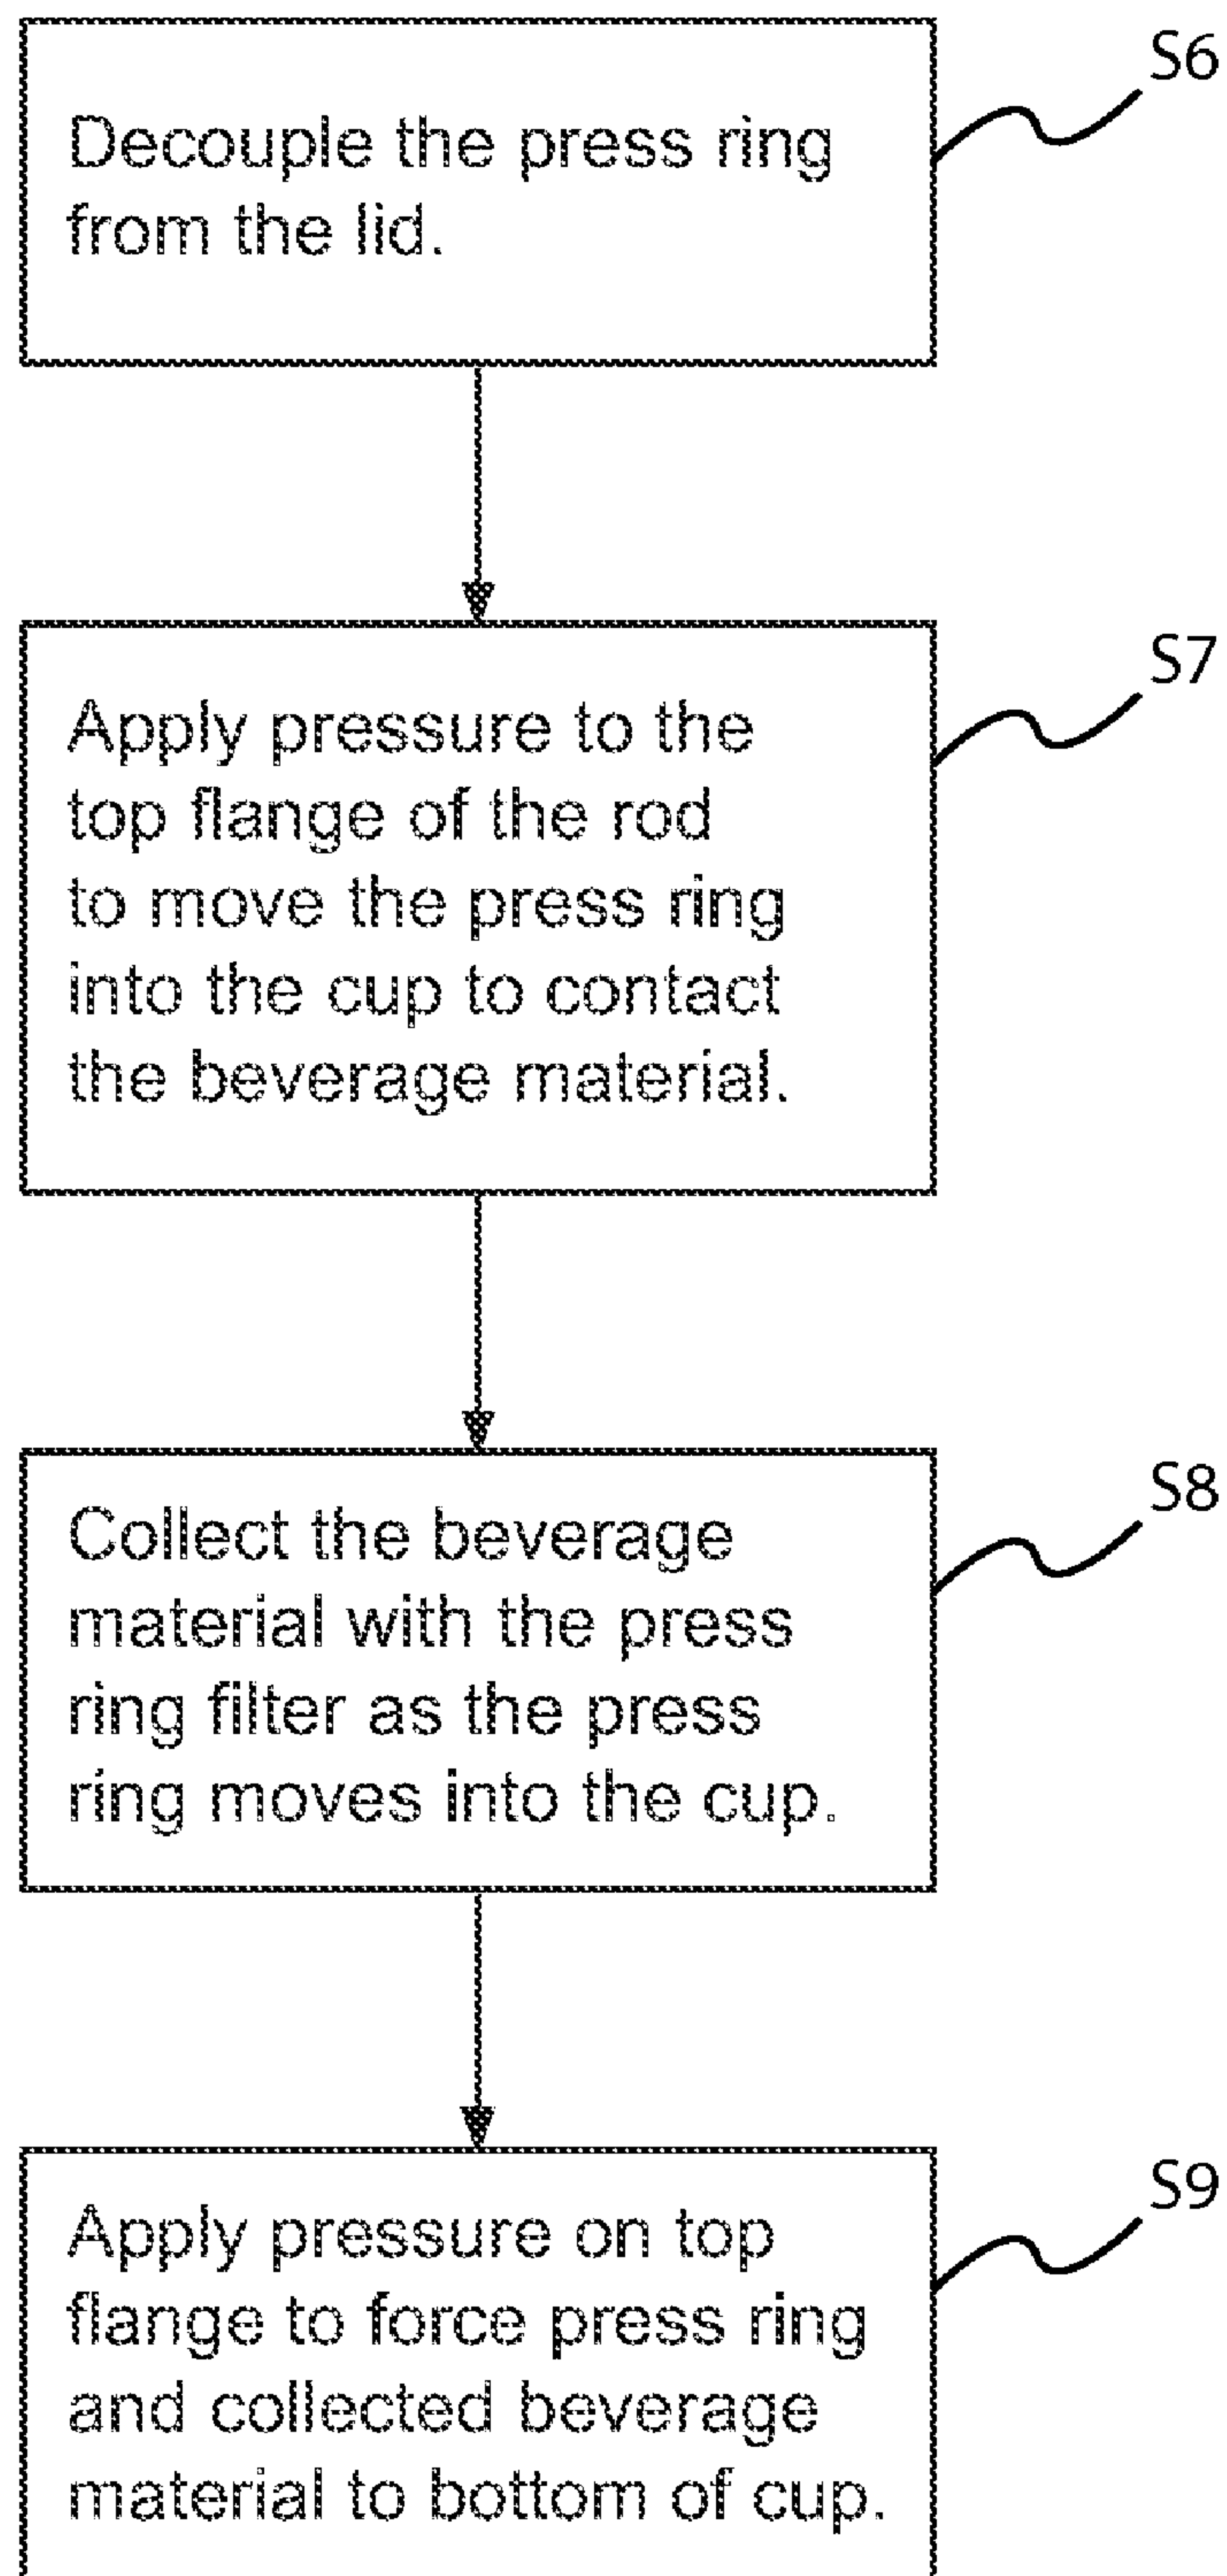 S6
Decouple the press ring
from the lid.
S7
Apply pressure to the
top flange of the rod
to move the press ring
into the cup to contact
the beverage material.
S8
Collect the beverage
material with the press
ring filter as the press
ring moves into the cup.
S9
Apply pressure on top
flange to force press ring
and collected beverage
material to bottom of cup.